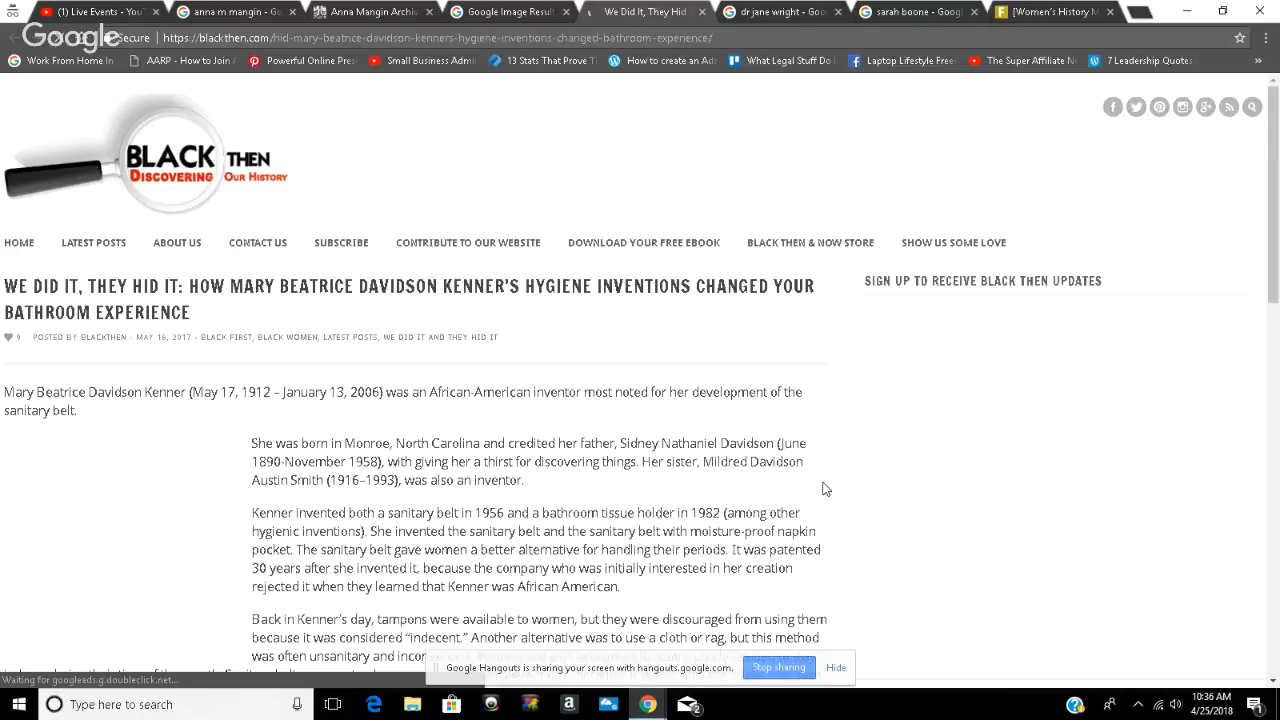 (1) Live Events - You
anna m mangin - Go
Anna Mangin Archiv
Google Image Resul
We Did It, They Hid
dr jane wright - Goo
sarah boone - Googl
[Women's History M
Google
Secure
https://blackthen.com/hid-mary-beatrice-davidson-kenners-hygiene-inventions-changed-bathroom-experience/
Work From Home In
AARP - How to Join
Powerful Online Pres
Small Business Admi
13 Stats That Prove T
How to create an Ad
What Legal Stuff Do
Laptop Lifestyle Free
The Super Affiliate N
7 Leadership Quotes
BLACK THEN
DISCOVERING OUR HISTORY
HOME LATEST POSTS ABOUT US CONTACT US SUBSCRIBE CONTRIBUTE TO OUR WEBSITE DOWNLOAD YOUR FREE EBOOK BLACK THEN & NOW STORE SHOW US SOME LOVE
WE DID IT, THEY HID IT: HOW MARY BEATRICE DAVIDSON KENNER'S HYGIENE INVENTIONS CHANGED YOUR
BATHROOM EXPERIENCE
9 POSTED BY BLACKTHEN - MAY 16, 2017 - BLACK FIRST, BLACK WOMEN, LATEST POSTS, WE DID IT AND THEY HID IT
SIGN UP TO RECEIVE BLACK THEN UPDATES
Mary Beatrice Davidson Kenner (May 17, 1912 – January 13, 2006) was an African-American inventor most noted for her development of the
sanitary belt.
She was born in Monroe, North Carolina and credited her father, Sidney Nathaniel Davidson (June
1890-November 1958), with giving her a thirst for discovering things. Her sister, Mildred Davidson
Austin Smith (1916–1993), was also an inventor.
Kenner invented both a sanitary belt in 1956 and a bathroom tissue holder in 1982 (among other
hygienic inventions). She invented the sanitary belt and the sanitary belt with moisture-proof napkin
pocket. The sanitary belt gave women a better alternative for handling their periods. It was patented
30 years after she invented it, because the company who was initially interested in her creation
rejected it when they learned that Kenner was African American.
Back in Kenner's day, tampons were available to women, but they were discouraged from using them
because it was considered "indecent." Another alternative was to use a cloth or rag, but this method
was often unsanitary and
Google Hangouts is sharing your screen with hangouts.google.com.
Stop sharing
Hide
Waiting for googleads.g.doubleclick.net...
Type here to search
10:36 AM
4/25/2018